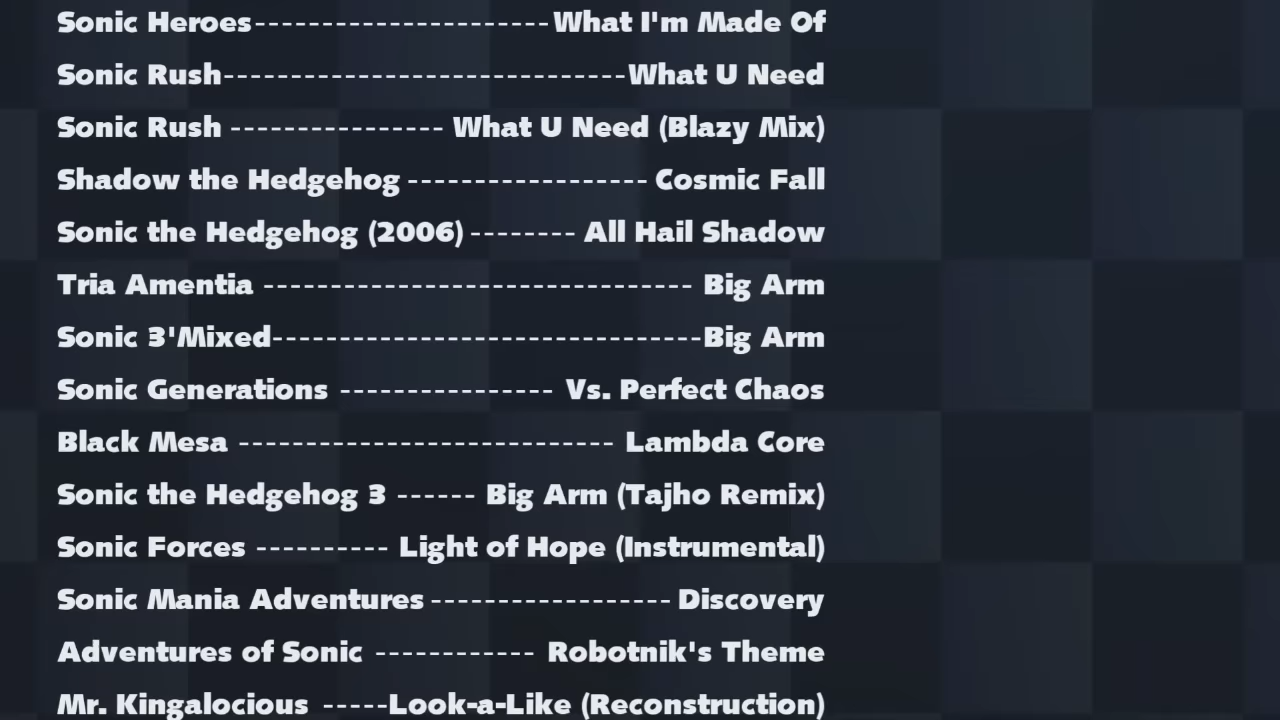 Sonic Heroes----------------------What I'm Made Of
Sonic Rush------------------------------What U Need
Sonic Rush ---------------- What U Need (Blazy Mix)
Shadow the Hedgehog ------------------ Cosmic Fall
Sonic the Hedgehog (2006) -------- All Hail Shadow
Tria Amentia -------------------------------- Big Arm
Sonic 3'Mixed--------------------------------Big Arm
Sonic Generations ---------------- Vs. Perfect Chaos
Black Mesa ---------------------------- Lambda Core
Sonic the Hedgehog 3 ------ Big Arm (Tajho Remix)
Sonic Forces ---------- Light of Hope (Instrumental)
Sonic Mania Adventures ------------------ Discovery
Adventures of Sonic ------------ Robotnik's Theme
Mr. Kingalocious -----Look-a-Like (Reconstruction)